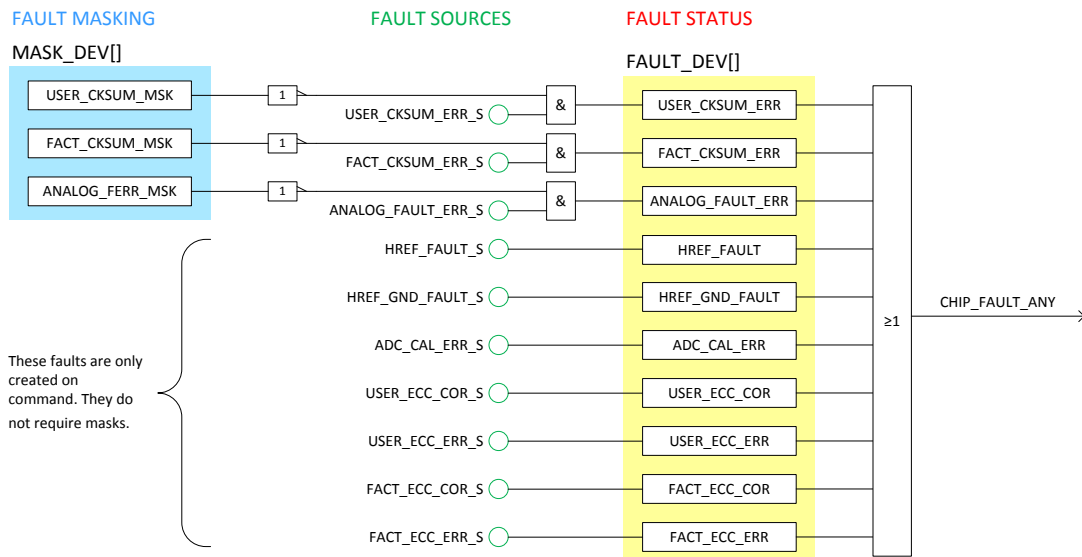 FAULT MASKING
FAULT SOURCES
FAULT STATUS
MASK_DEV[]
FAULT_DEV[]
USER_CKSUM_MSK
1
USER_CKSUM_ERR_S
&
USER_CKSUM_ERR
FACT_CKSUM_MSK
1
FACT_CKSUM_ERR_S
&
FACT_CKSUM_ERR
ANALOG_FERR_MSK
1
ANALOG_FAULT_ERR_S
&
ANALOG_FAULT_ERR
HREF_FAULT_S
HREF_FAULT
HREF_GND_FAULT_S
HREF_GND_FAULT
ADC_CAL_ERR_S
ADC_CAL_ERR
USER_ECC_COR_S
USER_ECC_COR
USER_ECC_ERR_S
USER_ECC_ERR
FACT_ECC_COR_S
FACT_ECC_COR
FACT_ECC_ERR_S
FACT_ECC_ERR
≥1
CHIP_FAULT_ANY
These faults are only
created on
command. They do
not require masks.